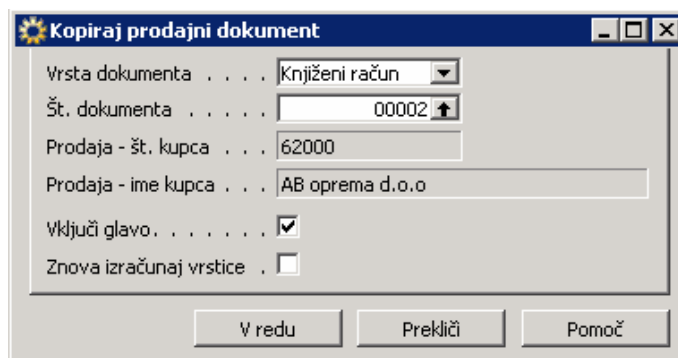 Kopiraj prodajni dokument
Vrsta dokumenta . . . . Knjiženi račun
Št. dokumenta . . . . . 00002
Prodaja - št. kupca . . . 62000
Prodaja - ime kupca . . . AB oprema d.o.o
Vključi glavo. . . . . . .
Znova izračunaj vrstice .
V redu Prekliči Pomoč